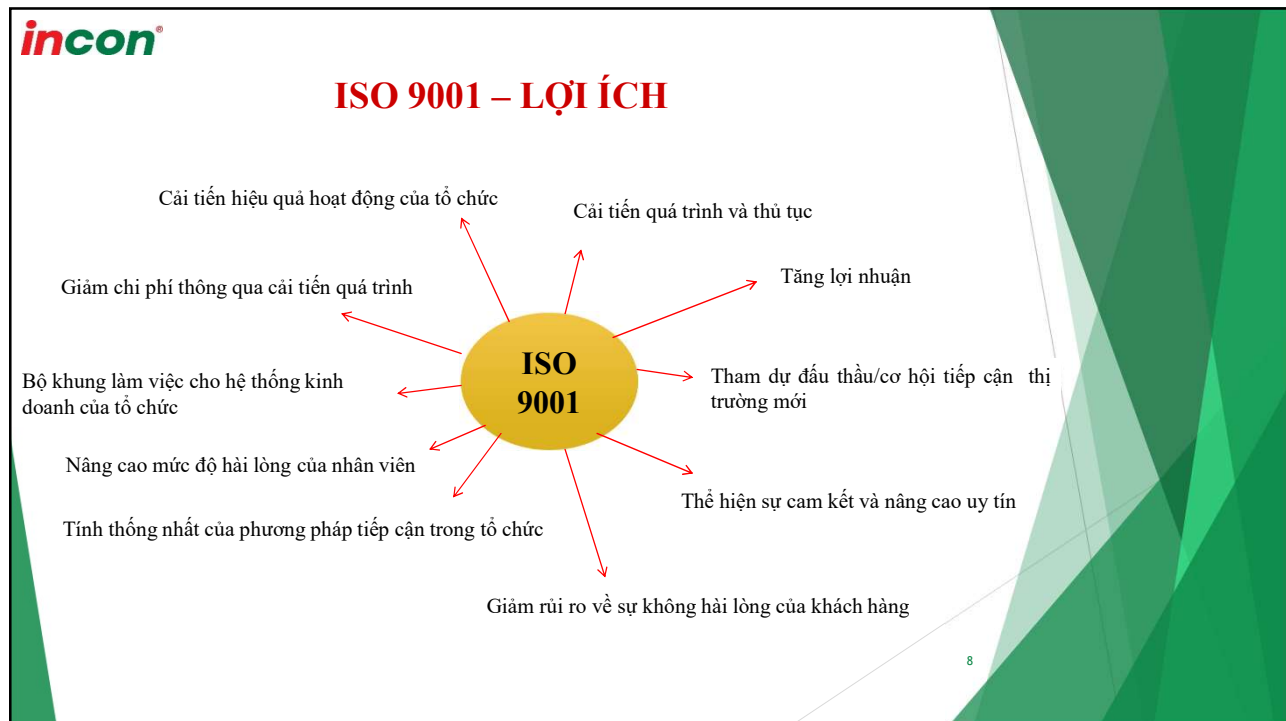 incon®
ISO 9001 – LỢI ÍCH
Cải tiến hiệu quả hoạt động của tổ chức
Cải tiến quá trình và thủ tục
Giảm chi phí thông qua cải tiến quá trình
Tăng lợi nhuận
ISO
9001
Bộ khung làm việc cho hệ thống kinh
doanh của tổ chức
Tham dự đấu thầu/cơ hội tiếp cận thị
trường mới
Nâng cao mức độ hài lòng của nhân viên
Thể hiện sự cam kết và nâng cao uy tín
Tính thống nhất của phương pháp tiếp cận trong tổ chức
Giảm rủi ro về sự không hài lòng của khách hàng
8